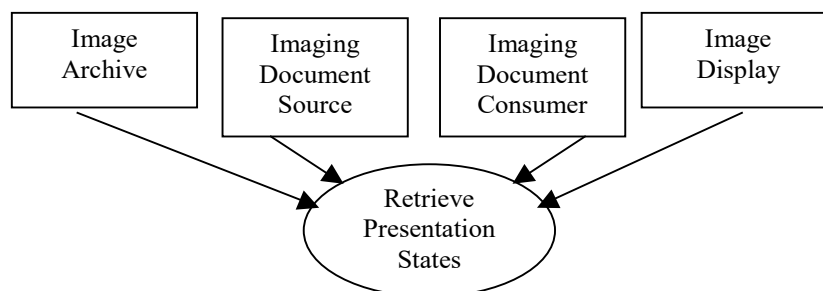 Image
Archive
Imaging
Document
Source
Imaging
Document
Consumer
Image
Display
Retrieve
Presentation
States